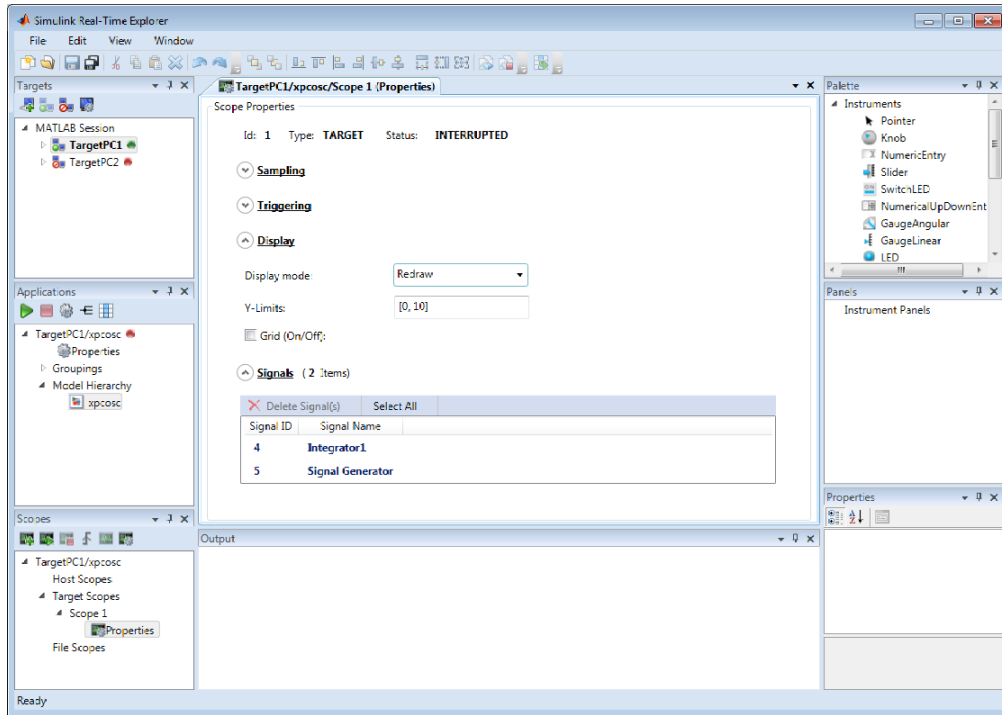 Simulink Real-Time Explorer
File Edit View Window
Targets
MATLAB Session
TargetPC1
TargetPC2
Applications
TargetPC1/xpcosc
Properties
Groupings
Model Hierarchy
xpcosc
Scopes
TargetPC1/xpcosc
Host Scopes
Target Scopes
Scope 1
Properties
File Scopes
TargetPC1/xpcosc/Scope 1 (Properties)
Scope Properties
Id: 1 Type: TARGET Status: INTERRUPTED
Sampling
Triggering
Display
Display mode: Redraw
Y-Limits: [0, 10]
Grid (On/Off):
Signals ( 2 Items)
Delete Signal(s) Select All
Signal ID Signal Name
4 Integrator1
5 Signal Generator
Output
Palette
Instruments
Pointer
Knob
NumericEntry
Slider
SwitchLED
NumericalUpDownEnt
GaugeAngular
GaugeLinear
LED
Panels
Instrument Panels
Properties
Ready